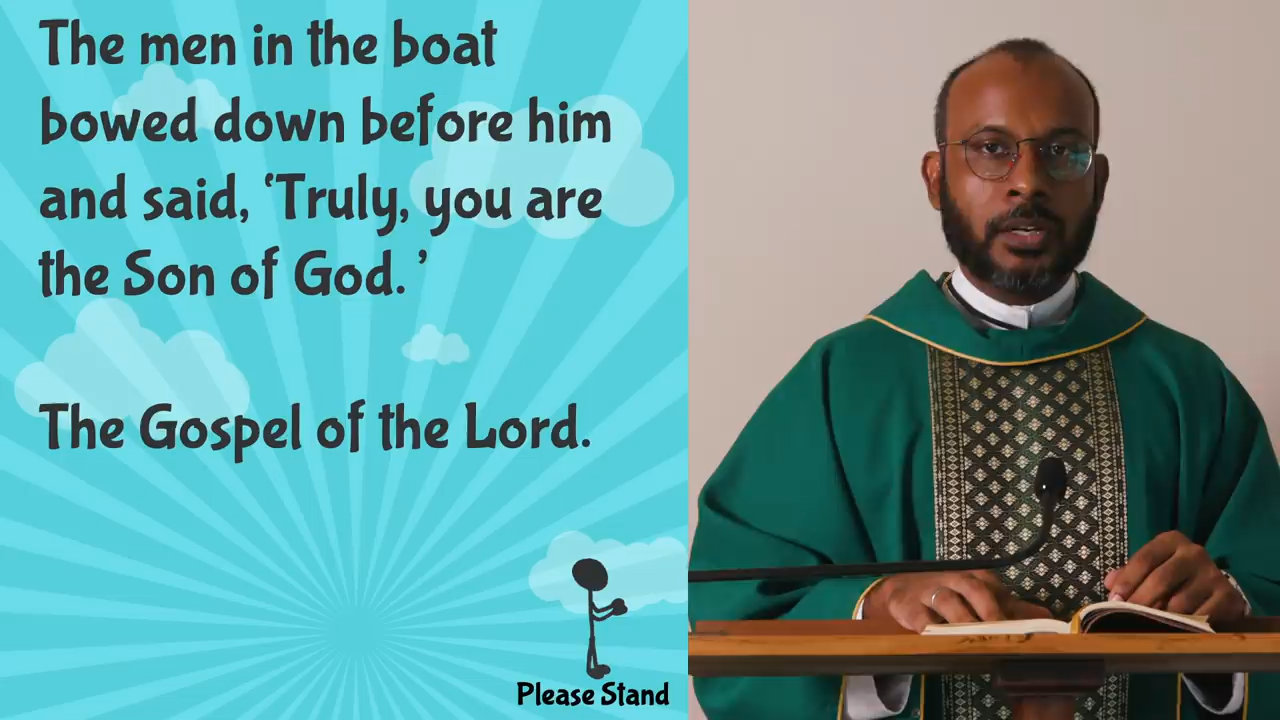 The men in the boat
bowed down before him
and said, ‘Truly, you are
the Son of God. ’
The Gospel of the Lord.
Please Stand